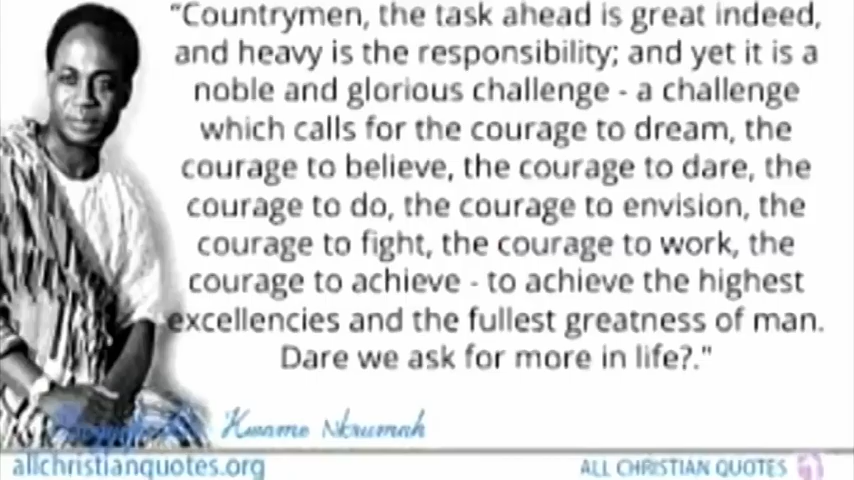 "Countrymen, the task ahead is great indeed,
and heavy is the responsibility; and yet it is a
noble and glorious challenge - a challenge
which calls for the courage to dream, the
courage to believe, the courage to dare, the
courage to do, the courage to envision, the
courage to fight, the courage to work, the
courage to achieve - to achieve the highest
excellencies and the fullest greatness of man.
Dare we ask for more in life?."
Kwame Nkrumah
allchristianquotes.org
ALL CHRISTIAN QUOTES